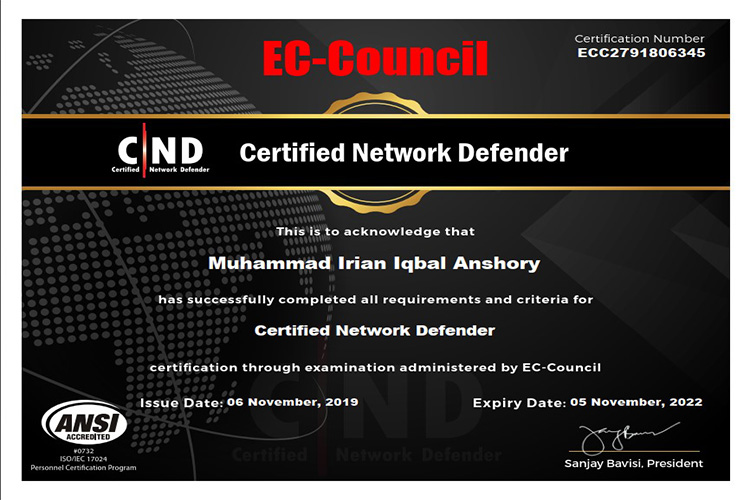 EC-Council
Certification Number
ECC2791806345
C|ND
Certified Network Defender
Certified Network Defender
This is to acknowledge that
Muhammad Irian Iqbal Anshory
has successfully completed all requirements and criteria for
Certified Network Defender
certification through examination administered by EC-Council
Issue Date: 06 November, 2019
Expiry Date: 05 November, 2022
C|ND
Certified Network Defender
ANSI
ACCREDITED
#0732
ISO/IEC 17024
Personnel Certification Program
Sanjay Bavisi, President